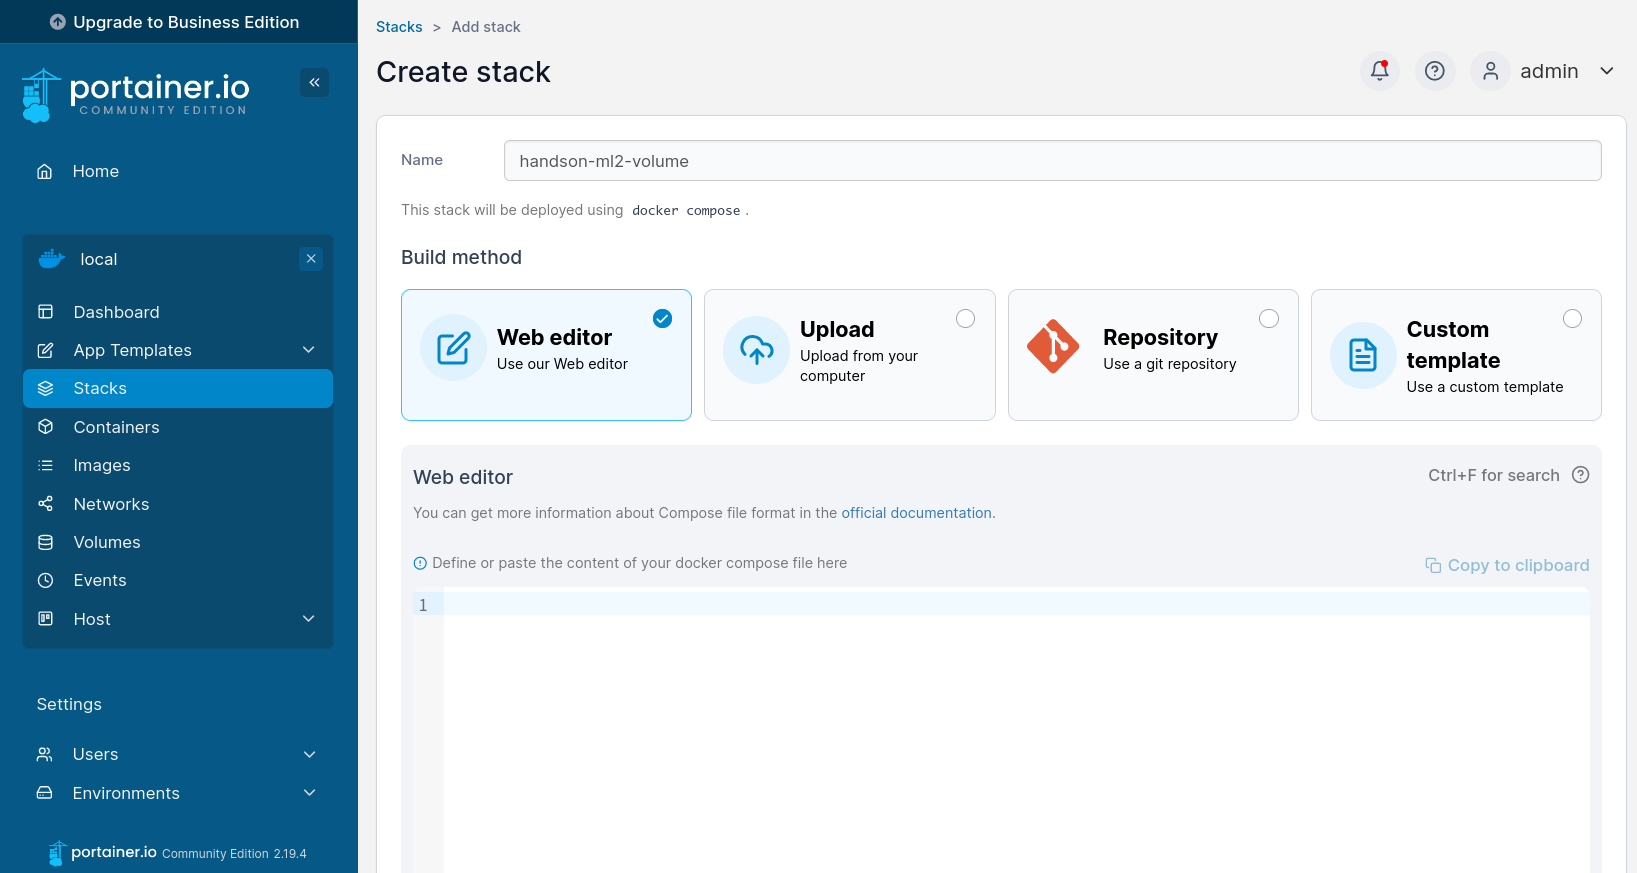 Upgrade to Business Edition
portainer.io
COMMUNITY EDITION
Home
local
Dashboard
App Templates
Stacks
Containers
Images
Networks
Volumes
Events
Host
Settings
Users
Environments
portainer.io Community Edition 2.19.4
Stacks > Add stack
Create stack
admin
Name
handson-ml2-volume
This stack will be deployed using docker compose .
Build method
Web editor
Use our Web editor
Upload
Upload from your
computer
Repository
Use a git repository
Custom
template
Use a custom template
Web editor
Ctrl+F for search
You can get more information about Compose file format in the official documentation.
Define or paste the content of your docker compose file here
Copy to clipboard
1